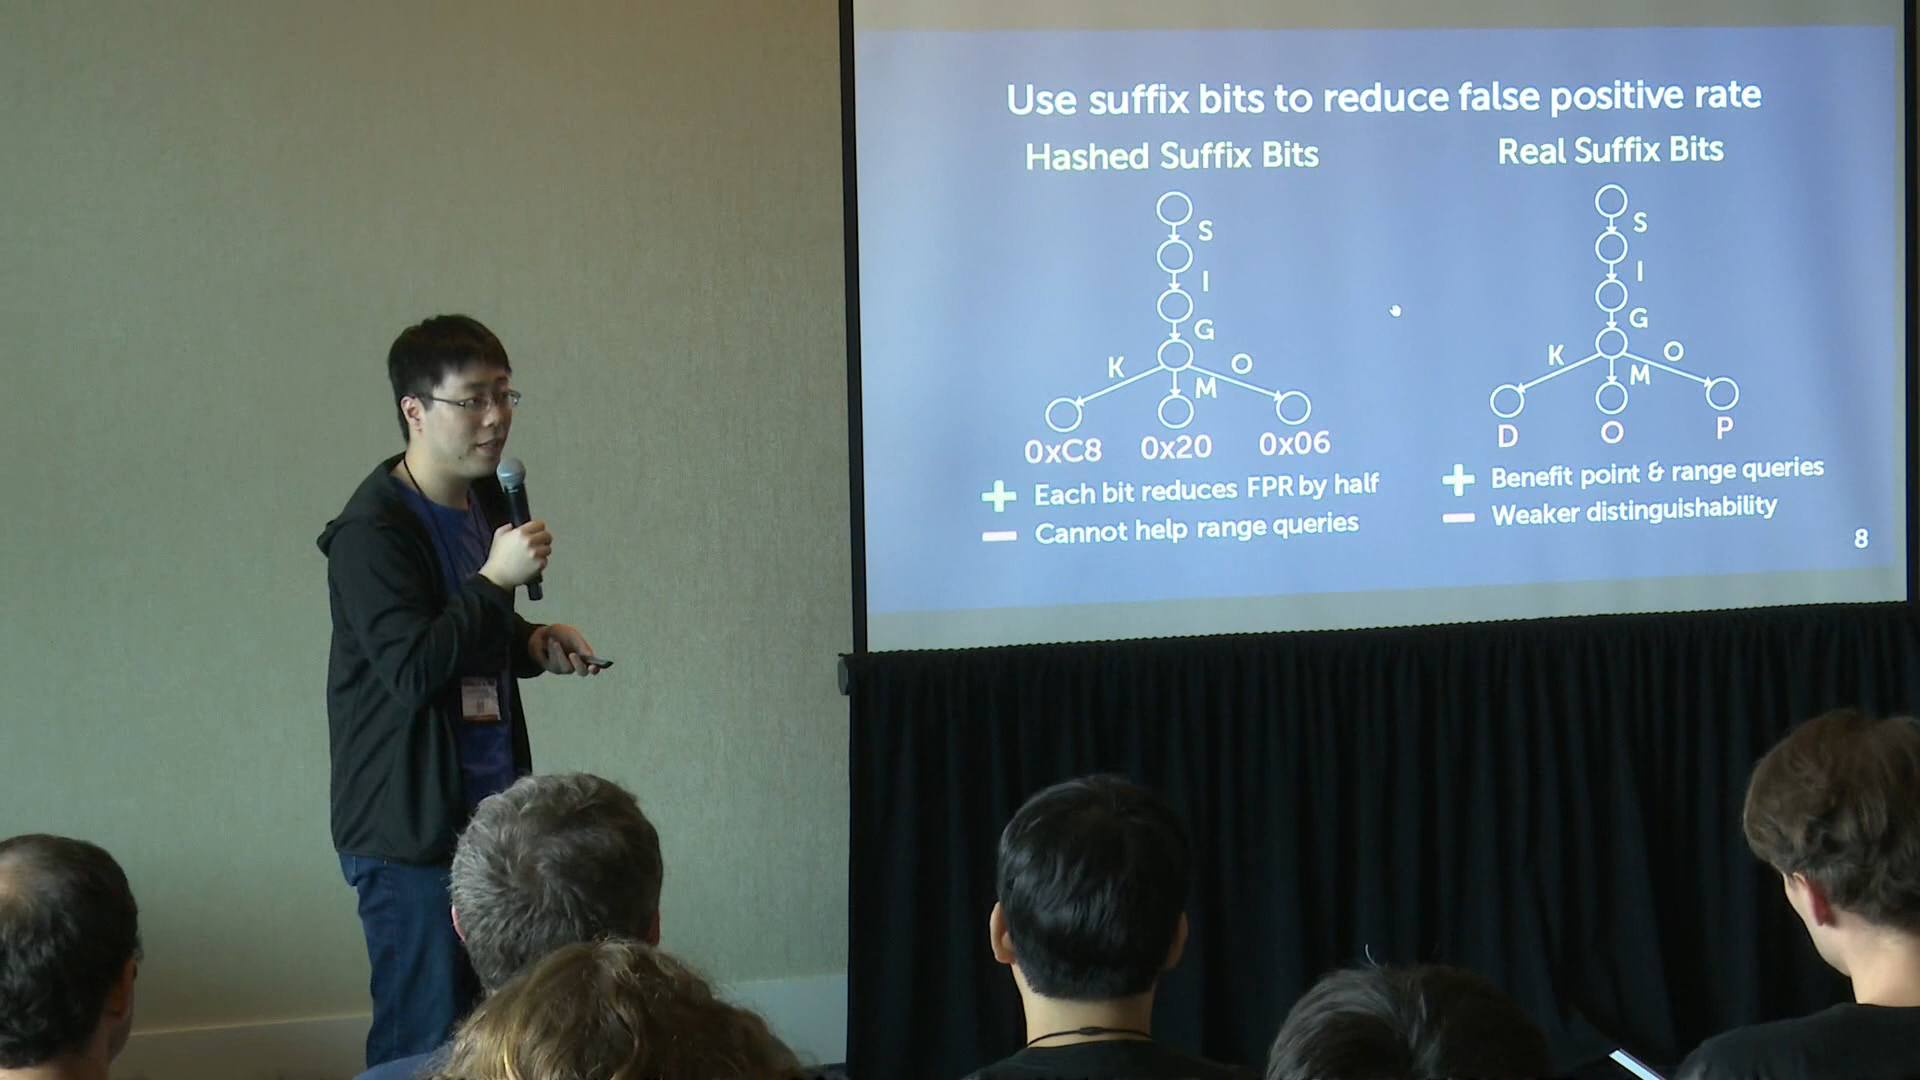 Use suffix bits to reduce false positive rate
Hashed Suffix Bits
S
I
G
K M O
0xC8 0x20 0x06
+ Each bit reduces FPR by half
− Cannot help range queries
Real Suffix Bits
S
I
G
K M O
D O P
+ Benefit point & range queries
− Weaker distinguishability
8